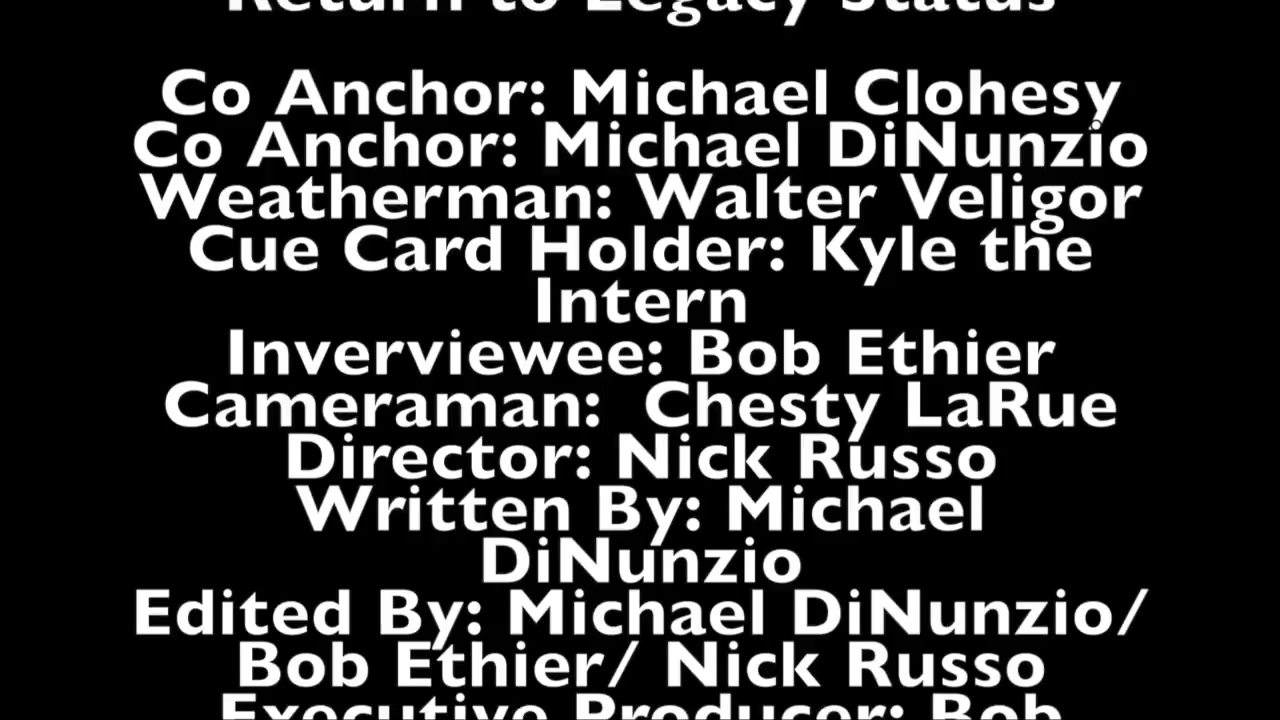 Return to Legacy Status
Co Anchor: Michael Clohesy
Co Anchor: Michael DiNunzio
Weatherman: Walter Veligor
Cue Card Holder: Kyle the
Intern
Inverviewee: Bob Ethier
Cameraman:  Chesty LaRue
Director: Nick Russo
Written By: Michael
DiNunzio
Edited By: Michael DiNunzio/
Bob Ethier/ Nick Russo
Executive Producer: Bob